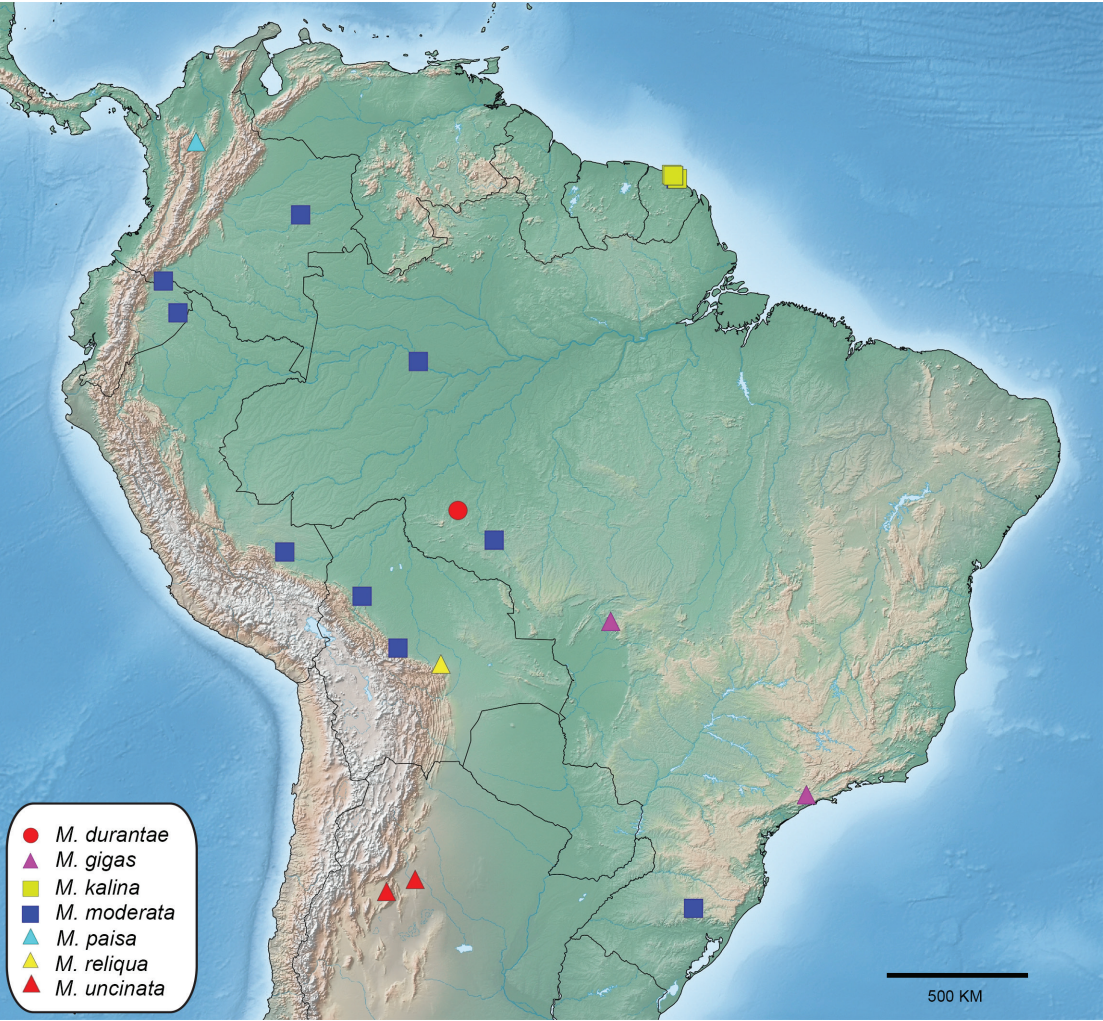 M. durantae
M. gigas
M. kalina
M. moderata
M. paisa
M. reliqua
M. uncinata
500 KM